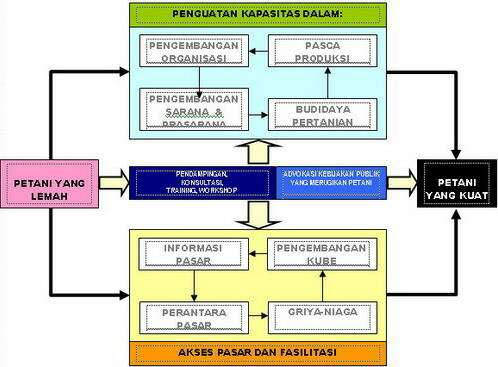 PENGUATAN KAPASITAS DALAM:
PENGEMBANGAN
ORGANISASI
PASCA
PRODUKSI
PENGEMBANGAN
SARANA &
PRASARANA
BUDIDAYA
PERTANIAN
PETANI YANG
LEMAH
PENDAMPINGAN,
KONSULTASI,
TRAINING, WORKSHOP
ADVOKASI KEBIJAKAN PUBLIK
YANG MERUGIKAN PETANI
PETANI
YANG KUAT
INFORMASI
PASAR
PENGEMBANGAN
KUBE
PERANTARA
PASAR
GRIYA-NIAGA
AKSES PASAR DAN FASILITASI